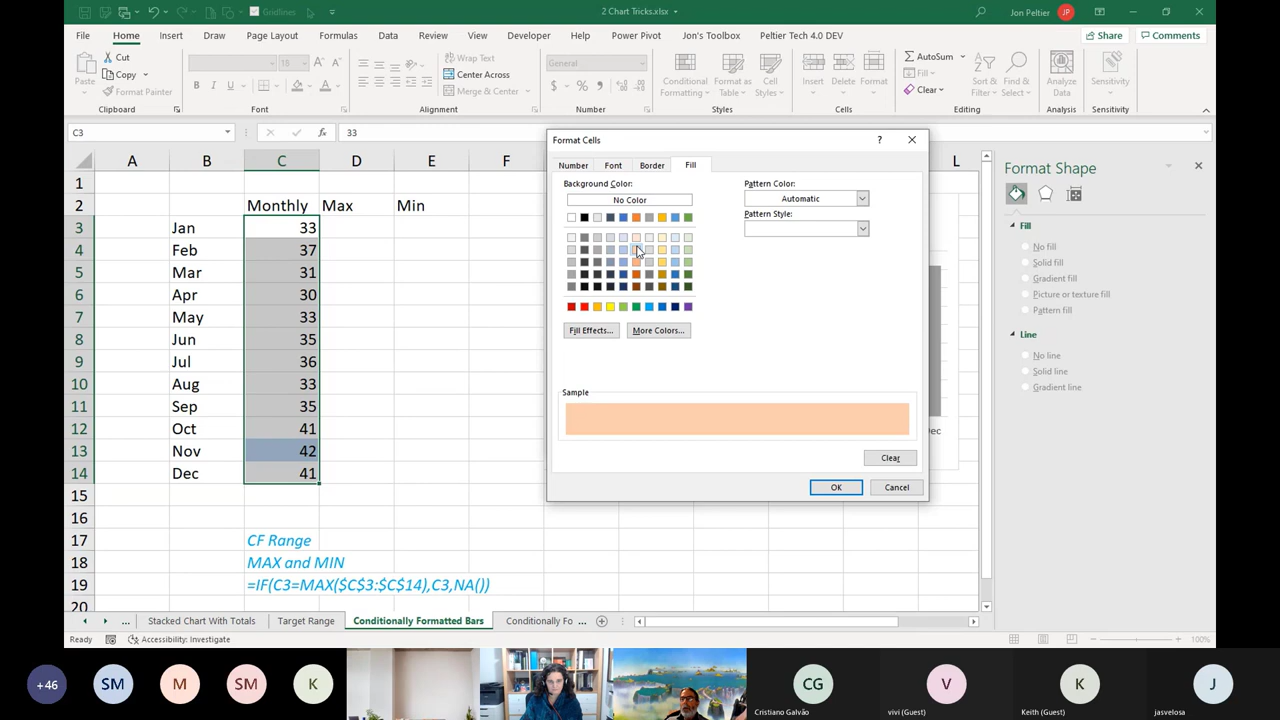 Gridlines
2 Chart Tricks.xlsx
Jon Peltier
JP
File Home Insert Draw Page Layout Formulas Data Review View Developer Help Power Pivot Jon's Toolbox Peltier Tech 4.0 DEV
Share
Comments
Paste
Cut
Copy
Format Painter
Clipboard
18
B I U
Font
Wrap Text
Center Across
Merge & Center
Alignment
General
$ %
Number
Conditional Formatting
Format as Table
Cell Styles
Styles
Insert
Delete
Format
Cells
AutoSum
Fill
Clear
Sort & Filter
Find & Select
Editing
Analyze Data
Analysis
Sensitivity
Sensitivity
C3
fx
33
A B C D E F L
1
2 Monthly Max Min
3 Jan 33
4 Feb 37
5 Mar 31
6 Apr 30
7 May 33
8 Jun 35
9 Jul 36
10 Aug 33
11 Sep 35
12 Oct 41
13 Nov 42
14 Dec 41
15
16
17 CF Range
18 MAX and MIN
19 =IF(C3=MAX($C$3:$C$14),C3,NA())
20
Dec
Format Cells
?
Number Font Border Fill
Background Color:
No Color
Fill Effects...
More Colors...
Pattern Color:
Automatic
Pattern Style:
Sample
Clear
OK
Cancel
Format Shape
Fill
No fill
Solid fill
Gradient fill
Picture or texture fill
Pattern fill
Line
No line
Solid line
Gradient line
... Stacked Chart With Totals Target Range Conditionally Formatted Bars Conditionally Fo ...
Ready
Accessibility: Investigate
100%
+46
SM
M
SM
K
CG
Cristiano Galvão
V
vivi (Guest)
K
Keith (Guest)
J
jasvelosa